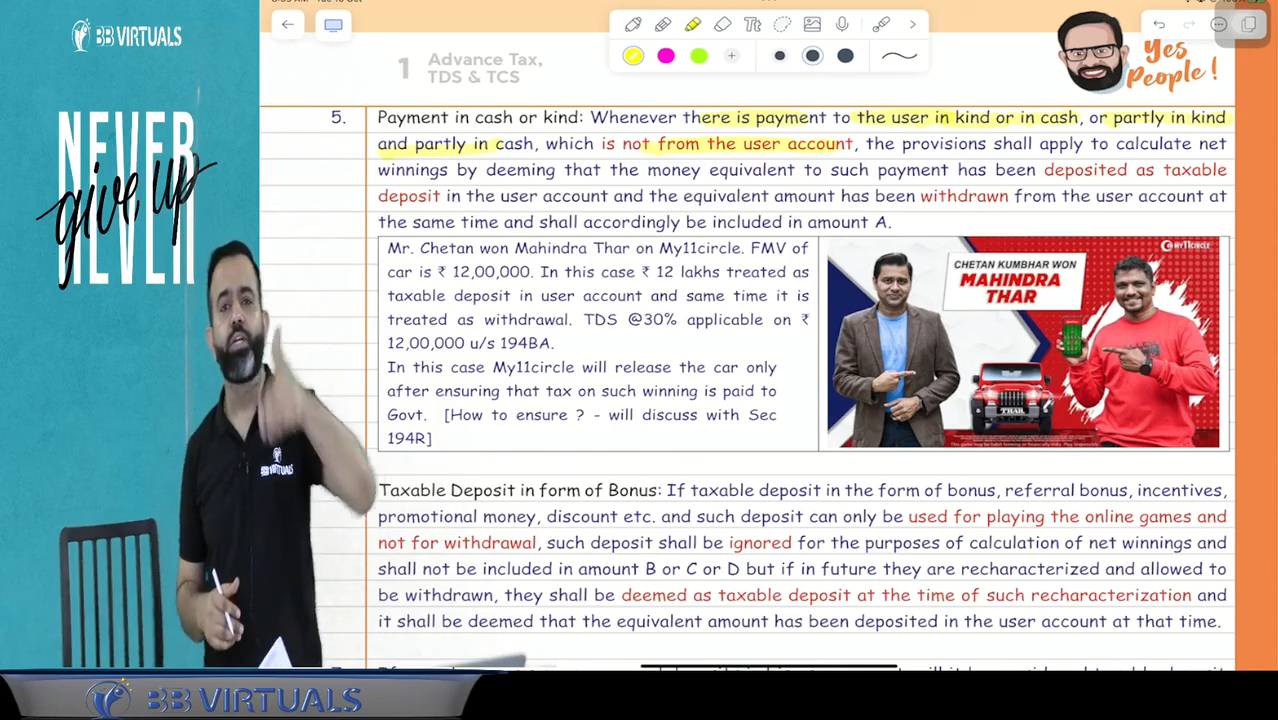 BB VIRTUALS
NEVER
give up
NEVER
1
Advance Tax,
TDS & TCS
Tt
Yes
People !
5.
Payment in cash or kind: Whenever there is payment to the user in kind or in cash, or partly in kind
and partly in cash, which is not from the user account, the provisions shall apply to calculate net
winnings by deeming that the money equivalent to such payment has been deposited as taxable
deposit in the user account and the equivalent amount has been withdrawn from the user account at
the same time and shall accordingly be included in amount A.
Mr. Chetan won Mahindra Thar on My11circle. FMV of
car is ₹ 12,00,000. In this case ₹ 12 lakhs treated as
taxable deposit in user account and same time it is
treated as withdrawal. TDS @30% applicable on ₹
12,00,000 u/s 194BA.
In this case My11circle will release the car only
after ensuring that tax on such winning is paid to
Govt. [How to ensure ? - will discuss with Sec
194R]
MY11CIRCLE
CHETAN KUMBHAR WON
MAHINDRA
THAR
THAR
BB VIRTUALS
Taxable Deposit in form of Bonus: If taxable deposit in the form of bonus, referral bonus, incentives,
promotional money, discount etc. and such deposit can only be used for playing the online games and
not for withdrawal, such deposit shall be ignored for the purposes of calculation of net winnings and
shall not be included in amount B or C or D but if in future they are recharacterized and allowed to
be withdrawn, they shall be deemed as taxable deposit at the time of such recharacterization and
it shall be deemed that the equivalent amount has been deposited in the user account at that time.
BB VIRTUALS